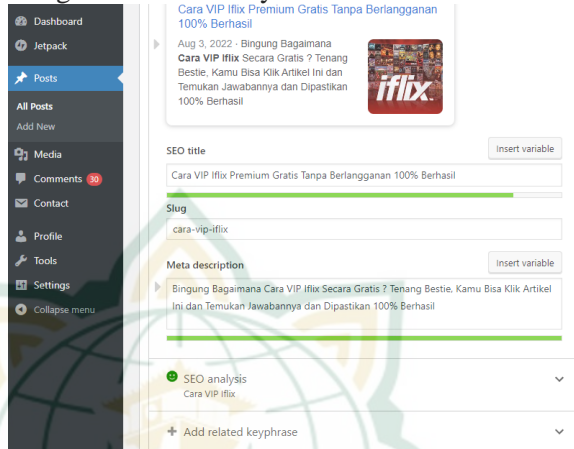 Dashboard
Jetpack
Posts
All Posts
Add New
Media
Comments 30
Contact
Profile
Tools
Settings
Collapse menu
Cara VIP Iflix Premium Gratis Tanpa Berlangganan
100% Berhasil
Aug 3, 2022 · Bingung Bagaimana
Cara VIP Iflix Secara Gratis ? Tenang
Bestie, Kamu Bisa Klik Artikel Ini dan
Temukan Jawabannya dan Dipastikan
100% Berhasil
iflix
SEO title
Insert variable
Cara VIP Iflix Premium Gratis Tanpa Berlangganan 100% Berhasil
Slug
cara-vip-iflix
Meta description
Insert variable
Bingung Bagaimana Cara VIP Iflix Secara Gratis ? Tenang Bestie, Kamu Bisa Klik Artikel
Ini dan Temukan Jawabannya dan Dipastikan 100% Berhasil
SEO analysis
Cara VIP Iflix
Add related keyphrase